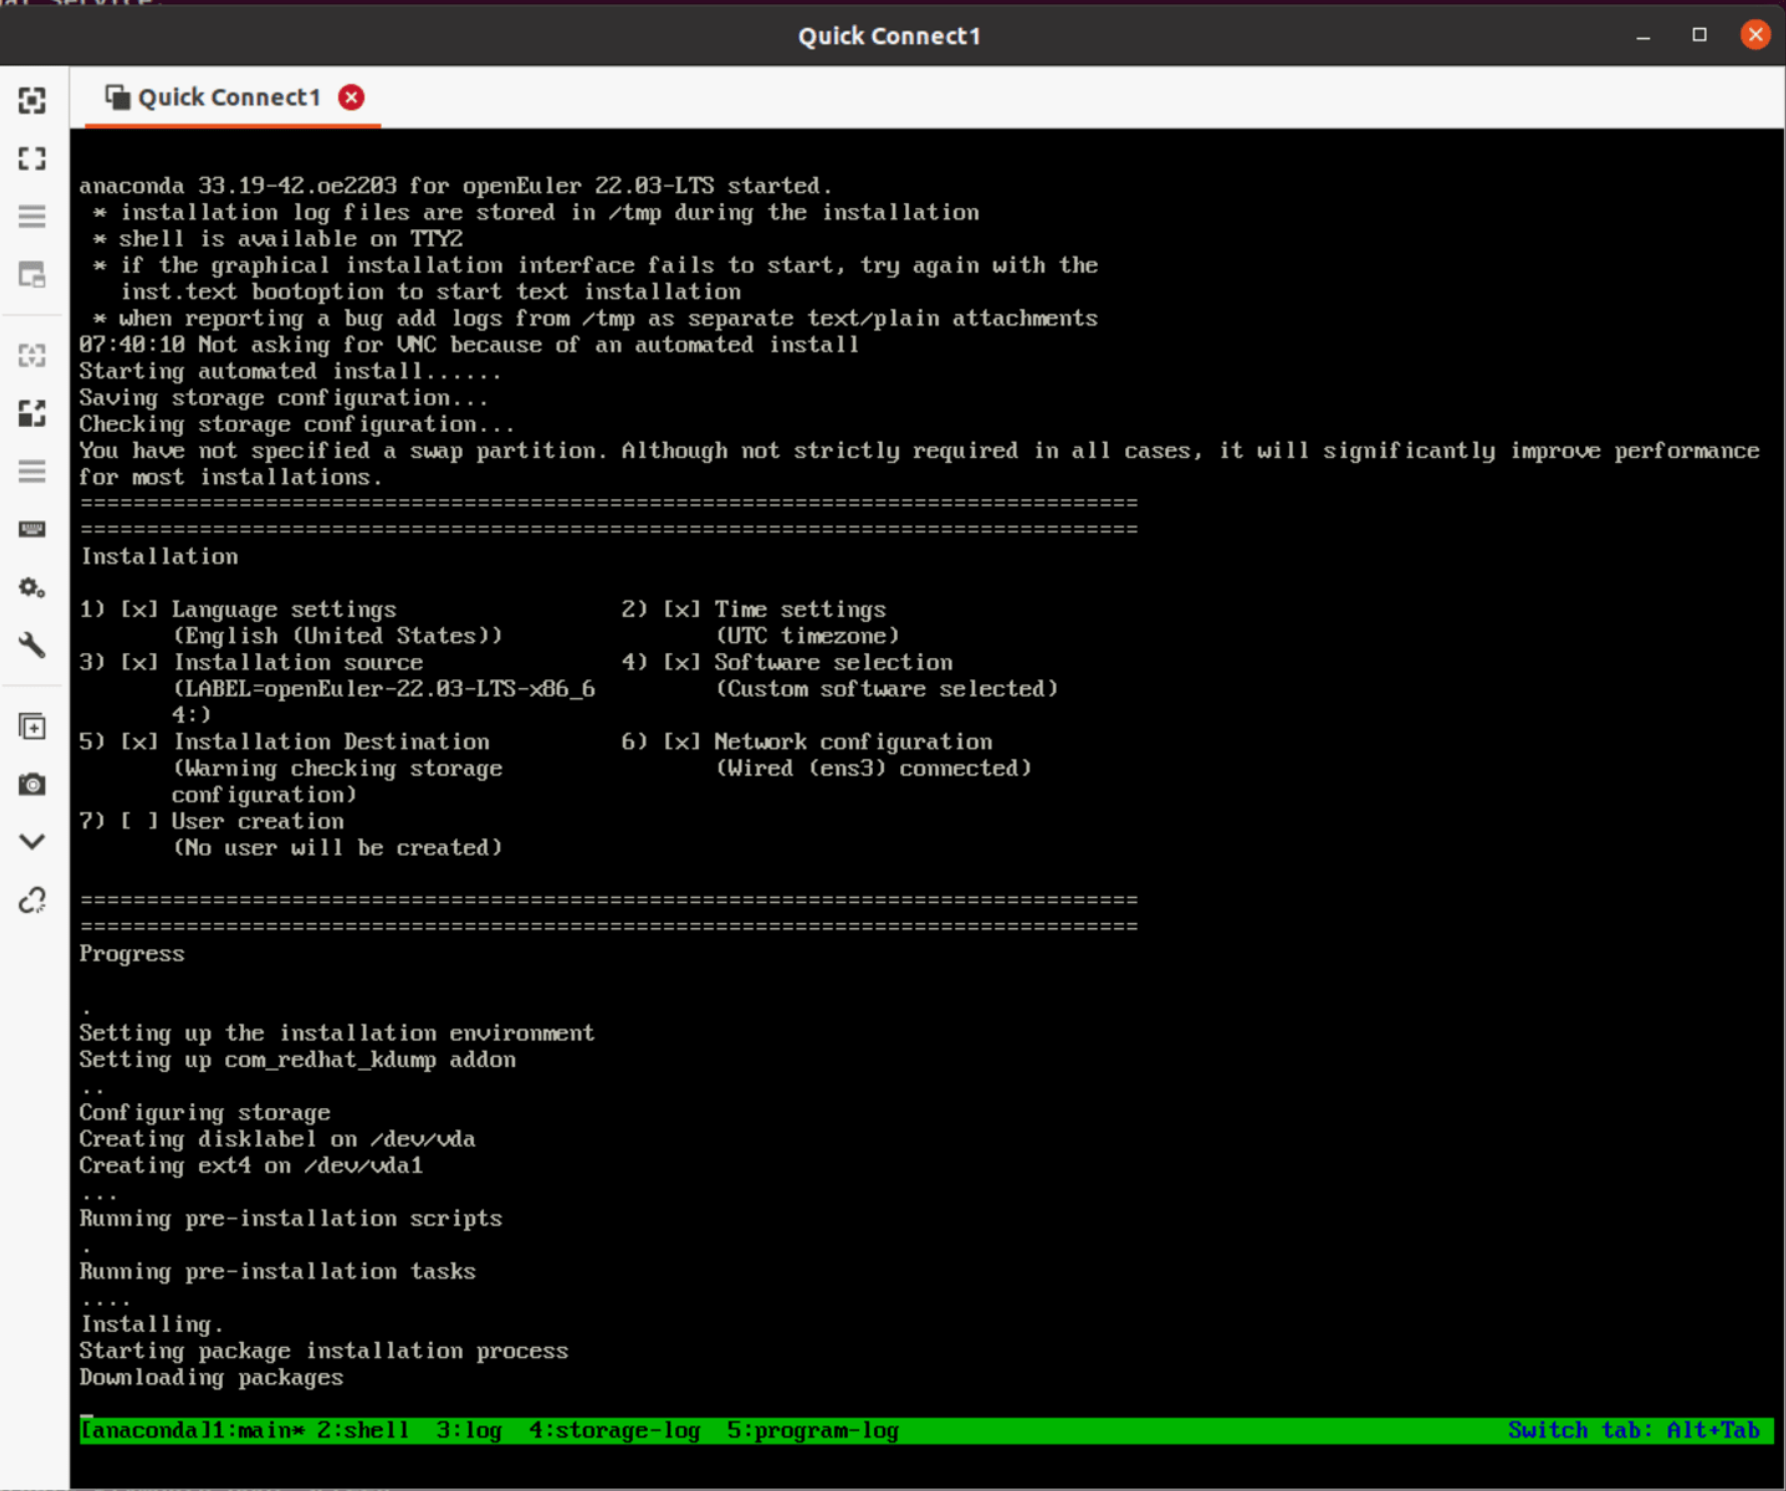 Quick Connect1
Quick Connect1
anaconda 33.19-42.oe2203 for openEuler 22.03-LTS started.
* installation log files are stored in /tmp during the installation
* shell is available on TTY2
* if the graphical installation interface fails to start, try again with the
inst.text bootoption to start text installation
* when reporting a bug add logs from /tmp as separate text/plain attachments
07:40:10 Not asking for VNC because of an automated install
Starting automated install......
Saving storage configuration...
Checking storage configuration...
You have not specified a swap partition. Although not strictly required in all cases, it will significantly improve performance
for most installations.
================================================================================
================================================================================
Installation
1) [x] Language settings 2) [x] Time settings
(English (United States)) (UTC timezone)
3) [x] Installation source 4) [x] Software selection
(LABEL=openEuler-22.03-LTS-x86_6 (Custom software selected)
4:)
5) [x] Installation Destination 6) [x] Network configuration
(Warning checking storage (Wired (ens3) connected)
configuration)
7) [ ] User creation
(No user will be created)
================================================================================
================================================================================
Progress
.
Setting up the installation environment
Setting up com_redhat_kdump addon
..
Configuring storage
Creating disklabel on /dev/vda
Creating ext4 on /dev/vda1
...
Running pre-installation scripts
.
Running pre-installation tasks
....
Installing.
Starting package installation process
Downloading packages
[anaconda]1:main* 2:shell 3:log 4:storage-log 5:program-log Switch tab: Alt+Tab